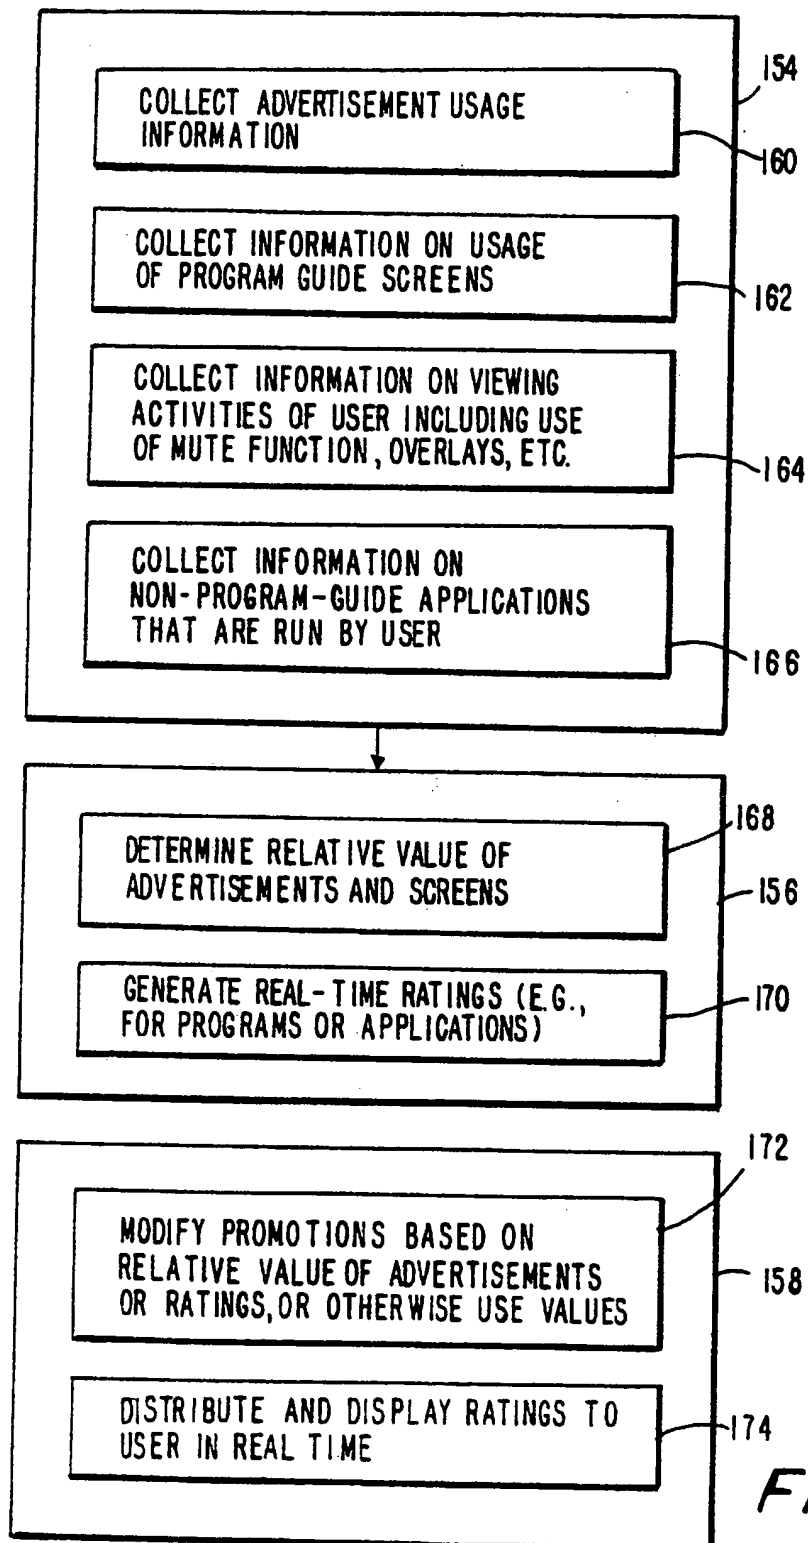 154
COLLECT ADVERTISEMENT USAGE
INFORMATION
160
COLLECT INFORMATION ON USAGE
OF PROGRAM GUIDE SCREENS
162
COLLECT INFORMATION ON VIEWING
ACTIVITIES OF USER INCLUDING USE
OF MUTE FUNCTION, OVERLAYS, ETC.
164
COLLECT INFORMATION ON
NON-PROGRAM-GUIDE APPLICATIONS
THAT ARE RUN BY USER
166
168
DETERMINE RELATIVE VALUE OF
ADVERTISEMENTS AND SCREENS
156
GENERATE REAL-TIME RATINGS (E.G.,
FOR PROGRAMS OR APPLICATIONS)
170
172
MODIFY PROMOTIONS BASED ON
RELATIVE VALUE OF ADVERTISEMENTS
OR RATINGS, OR OTHERWISE USE VALUES
158
DISTRIBUTE AND DISPLAY RATINGS TO
USER IN REAL TIME
174